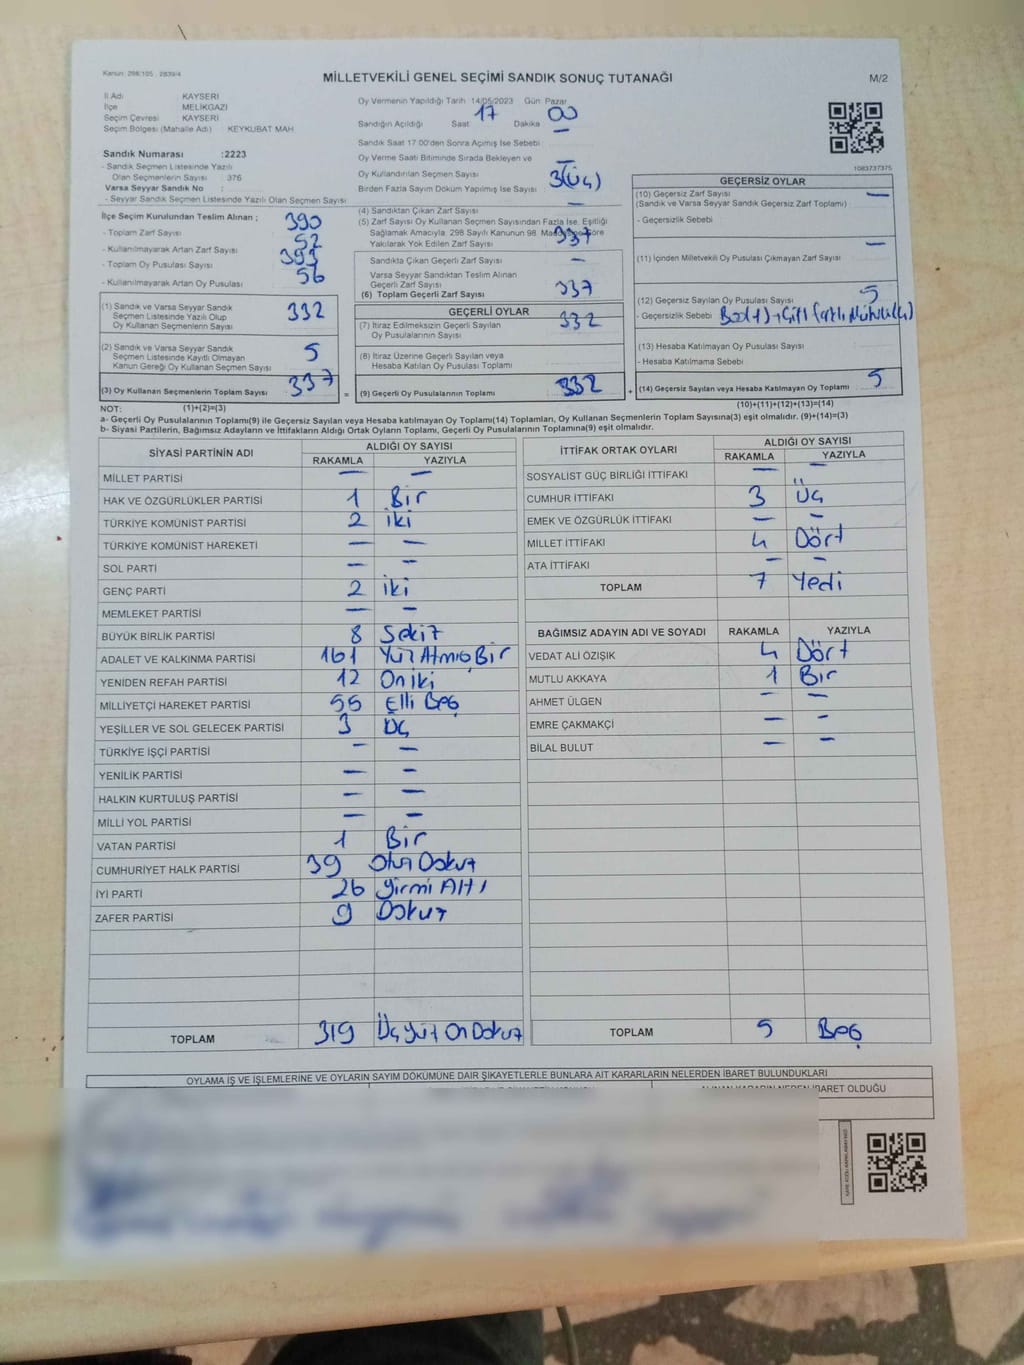 Kanun: 298/105 , 2839/4
MİLLETVEKİLİ GENEL SEÇİMİ SANDIK SONUÇ TUTANAĞI
M/2
İl Adı KAYSERİ
İlçe MELİKGAZİ
Seçim Çevresi KAYSERİ
Seçim Bölgesi (Mahalle Adı) KEYKUBAT MAH
Sandık Numarası :2223
- Sandık Seçmen Listesinde Yazılı
Olan Seçmenlerin Sayısı 376
Varsa Seyyar Sandık No :
- Seyyar Sandık Seçmen Listesinde Yazılı Olan Seçmen Sayısı
Oy Vermenin Yapıldığı Tarih 14/05/2023 Gün: Pazar
Sandığın Açıldığı Saat 17 Dakika 00
Sandık Saat 17.00'den Sonra Açımış İse Sebebi : —
Oy Verme Saati Bitiminde Sırada Bekleyen ve
Oy Kullandırılan Seçmen Sayısı 3(üç)
Birden Fazla Sayım Döküm Yapılmış İse Sayısı : —
1083737375
İlçe Seçim Kurulundan Teslim Alınan ;
- Toplam Zarf Sayısı 390
- Kullanılmayarak Artan Zarf Sayısı 52
- Toplam Oy Pusulası Sayısı 393
- Kullanılmayarak Artan Oy Pusulası Sayısı 56
(1) Sandık ve Varsa Seyyar Sandık
Seçmen Listesinde Yazılı Olup
Oy Kullanan Seçmenlerin Sayısı 332
(2) Sandık ve Varsa Seyyar Sandık
Seçmen Listesinde Kayıtlı Olmayan
Kanun Gereği Oy Kullanan Seçmen Sayısı 5
(3) Oy Kullanan Seçmenlerin Toplam Sayısı 337
(4) Sandıktan Çıkan Zarf Sayısı 337
(5) Zarf Sayısı Oy Kullanan Seçmen Sayısından Fazla İse, Eşitliği
Sağlamak Amacıyla, 298 Sayılı Kanunun 98. Maddesine Göre
Yakılarak Yok Edilen Zarf Sayısı —
Sandıkta Çıkan Geçerli Zarf Sayısı
Varsa Seyyar Sandıktan Teslim Alınan
Geçerli Zarf Sayısı
(6) Toplam Geçerli Zarf Sayısı 337
GEÇERLİ OYLAR
(7) İtiraz Edilmeksizin Geçerli Sayılan
Oy Pusulalarının Sayısı 332
(8) İtiraz Üzerine Geçerli Sayılan veya
Hesaba Katılan Oy Pusulası Toplamı
= (9) Geçerli Oy Pusulalarının Toplamı 332
GEÇERSİZ OYLAR
(10) Geçersiz Zarf Sayısı —
(Sandık ve Varsa Seyyar Sandık Geçersiz Zarf Toplamı)
- Geçersizlik Sebebi
(11) İçinden Milletvekili Oy Pusulası Çıkmayan Zarf Sayısı —
(12) Geçersiz Sayılan Oy Pusulası Sayısı 5
- Geçersizlik Sebebi
(13) Hesaba Katılmayan Oy Pusulası Sayısı
- Hesaba Katılmama Sebebi
+ (14) Geçersiz Sayılan veya Hesaba Katılmayan Oy Toplamı 5
NOT: (1)+(2)=(3) (10)+(11)+(12)+(13)=(14)
a- Geçerli Oy Pusulalarının Toplamı(9) ile Geçersiz Sayılan veya Hesaba Katılmayan Oy Toplamı(14) Toplamları, Oy Kullanan Seçmenlerin Toplam Sayısına(3) eşit olmalıdır. (9)+(14)=(3)
b- Siyasi Partilerin, Bağımsız Adayların ve İttifakların Aldığı Ortak Oyların Toplamı, Geçerli Oy Pusulalarının Toplamına(9) eşit olmalıdır.
SİYASİ PARTİNİN ADI ALDIĞI OY SAYISI
RAKAMLA YAZIYLA
MİLLET PARTİSİ — —
HAK VE ÖZGÜRLÜKLER PARTİSİ 1 Bir
TÜRKİYE KOMÜNİST PARTİSİ 2 iki
TÜRKİYE KOMÜNİST HAREKETİ — —
SOL PARTİ — —
GENÇ PARTİ 2 iki
MEMLEKET PARTİSİ — —
BÜYÜK BİRLİK PARTİSİ 8 Sekiz
ADALET VE KALKINMA PARTİSİ 161 Yüz Atmış Bir
YENİDEN REFAH PARTİSİ 12 On iki
MİLLİYETÇİ HAREKET PARTİSİ 55 Elli Beş
YEŞİLLER VE SOL GELECEK PARTİSİ 3 Üç
TÜRKİYE İŞÇİ PARTİSİ — —
YENİLİK PARTİSİ — —
HALKIN KURTULUŞ PARTİSİ — —
MİLLİ YOL PARTİSİ — —
VATAN PARTİSİ 1 Bir
CUMHURİYET HALK PARTİSİ 39 Otuz Dokuz
İYİ PARTİ 26 Yirmi Altı
ZAFER PARTİSİ 9 Dokuz
TOPLAM 319 Üç Yüz On Dokuz
İTTİFAK ORTAK OYLARI ALDIĞI OY SAYISI
RAKAMLA YAZIYLA
SOSYALİST GÜÇ BİRLİĞİ İTTİFAKI — —
CUMHUR İTTİFAKI 3 Üç
EMEK VE ÖZGÜRLÜK İTTİFAKI — —
MİLLET İTTİFAKI 4 Dört
ATA İTTİFAKI — —
TOPLAM 7 Yedi
BAĞIMSIZ ADAYIN ADI VE SOYADI RAKAMLA YAZIYLA
VEDAT ALİ ÖZIŞIK 4 Dört
MUTLU AKKAYA 1 Bir
AHMET ÜLGEN — —
EMRE ÇAKMAKÇİ — —
BİLAL BULUT — —
TOPLAM 5 Beş
OYLAMA İŞ VE İŞLEMLERİNE VE OYLARIN SAYIM DÖKÜMÜNE DAİR ŞİKAYETLERLE BUNLARA AİT KARARLARIN NELERDEN İBARET BULUNDUKLARI
ALINAN KARARIN NEDEN İBARET OLDUĞU